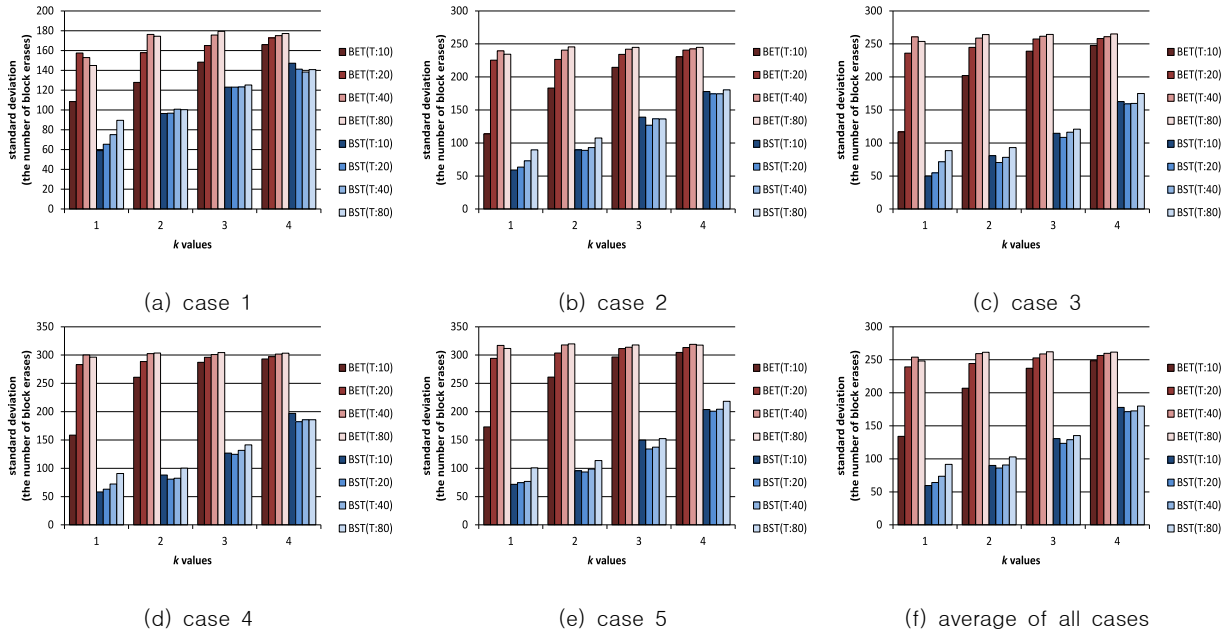 standard deviation
(the number of block erases)
200
180
160
140
120
100
80
60
40
20
0
1 2 3 4
k values
BET(T:10)
BET(T:20)
BET(T:40)
BET(T:80)
BST(T:10)
BST(T:20)
BST(T:40)
BST(T:80)
(a) case 1
standard deviation
(the number of block erases)
300
250
200
150
100
50
0
1 2 3 4
k values
BET(T:10)
BET(T:20)
BET(T:40)
BET(T:80)
BST(T:10)
BST(T:20)
BST(T:40)
BST(T:80)
(b) case 2
standard deviation
(the number of block erases)
300
250
200
150
100
50
0
1 2 3 4
k values
BET(T:10)
BET(T:20)
BET(T:40)
BET(T:80)
BST(T:10)
BST(T:20)
BST(T:40)
BST(T:80)
(c) case 3
standard deviation
(the number of block erases)
350
300
250
200
150
100
50
0
1 2 3 4
k values
BET(T:10)
BET(T:20)
BET(T:40)
BET(T:80)
BST(T:10)
BST(T:20)
BST(T:40)
BST(T:80)
(d) case 4
standard deviation
(the number of block erases)
350
300
250
200
150
100
50
0
1 2 3 4
k values
BET(T:10)
BET(T:20)
BET(T:40)
BET(T:80)
BST(T:10)
BST(T:20)
BST(T:40)
BST(T:80)
(e) case 5
standard deviation
(the number of block erases)
300
250
200
150
100
50
0
1 2 3 4
k values
BET(T:10)
BET(T:20)
BET(T:40)
BET(T:80)
BST(T:10)
BST(T:20)
BST(T:40)
BST(T:80)
(f) average of all cases